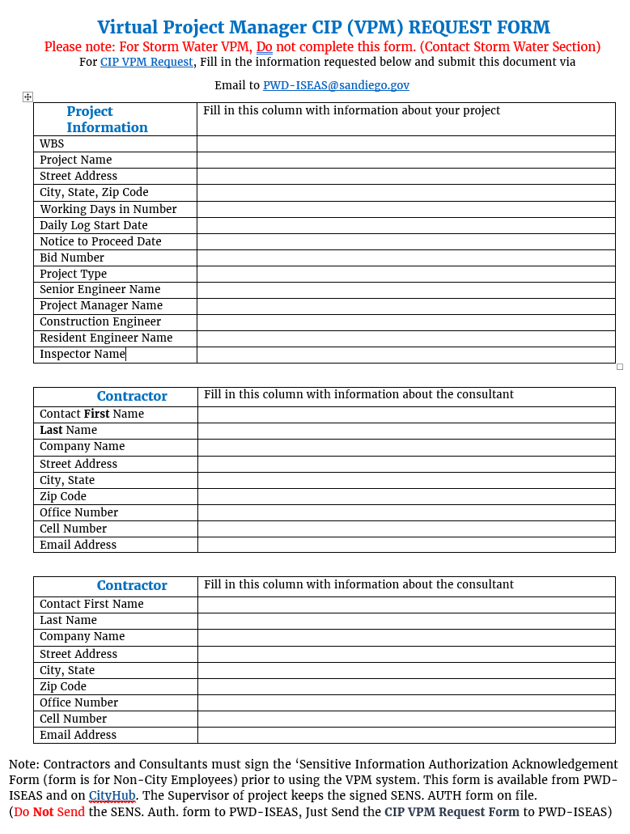 Virtual Project Manager CIP (VPM) REQUEST FORM
Please note: For Storm Water VPM, Do not complete this form. (Contact Storm Water Section)
For CIP VPM Request, Fill in the information requested below and submit this document via
Email to PWD-ISEAS@sandiego.gov
Project Information Fill in this column with information about your project
WBS
Project Name
Street Address
City, State, Zip Code
Working Days in Number
Daily Log Start Date
Notice to Proceed Date
Bid Number
Project Type
Senior Engineer Name
Project Manager Name
Construction Engineer
Resident Engineer Name
Inspector Name
Contractor Fill in this column with information about the consultant
Contact First Name
Last Name
Company Name
Street Address
City, State
Zip Code
Office Number
Cell Number
Email Address
Contractor Fill in this column with information about the consultant
Contact First Name
Last Name
Company Name
Street Address
City, State
Zip Code
Office Number
Cell Number
Email Address
Note: Contractors and Consultants must sign the ‘Sensitive Information Authorization Acknowledgement
Form (form is for Non-City Employees) prior to using the VPM system. This form is available from PWD-
ISEAS and on CityHub. The Supervisor of project keeps the signed SENS. AUTH form on file.
(Do Not Send the SENS. Auth. form to PWD-ISEAS, Just Send the CIP VPM Request Form to PWD-ISEAS)